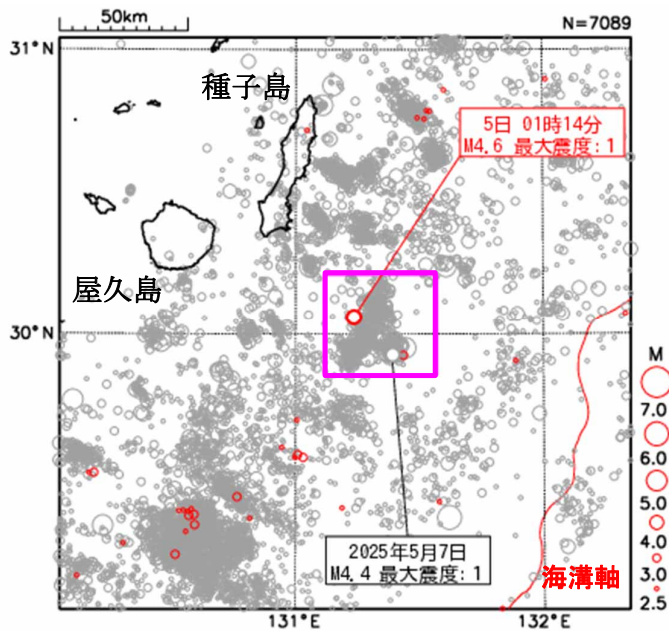 50km
N=7089
31°N
種子島
5日 01時14分
M4.6 最大震度:1
屋久島
30°N
M
7.0
6.0
5.0
4.0
3.0
2.5
2025年5月7日
M4.4 最大震度:1
海溝軸
131°E
132°E